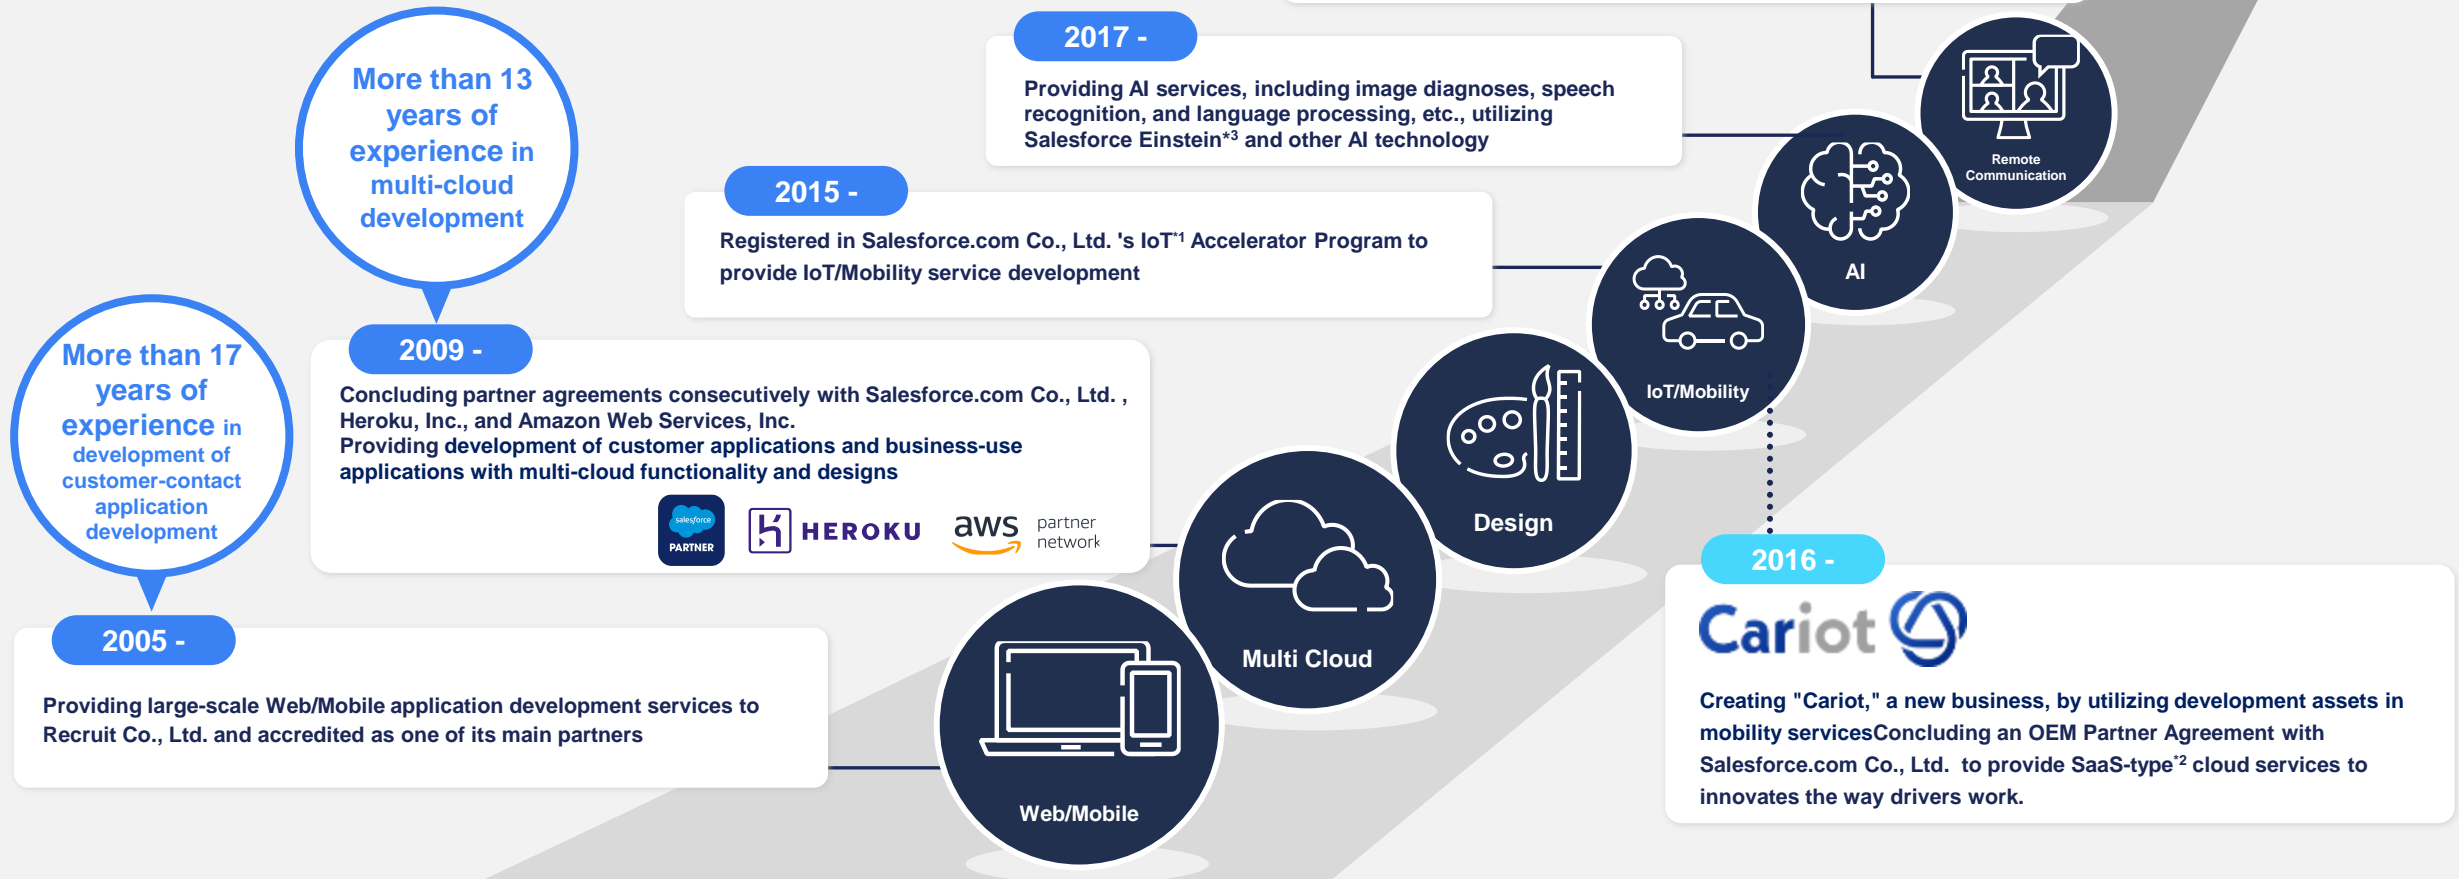 More than 13
years of
experience in
multi-cloud
development
More than 17
years of
experience in
development of
customer-contact
application
development
2017 -
Providing AI services, including image diagnoses, speech
recognition, and language processing, etc., utilizing
Salesforce Einstein*3 and other AI technology
2015 -
Registered in Salesforce.com Co., Ltd. 's IoT*1 Accelerator Program to
provide IoT/Mobility service development
2009 -
Concluding partner agreements consecutively with Salesforce.com Co., Ltd. ,
Heroku, Inc., and Amazon Web Services, Inc.
Providing development of customer applications and business-use
applications with multi-cloud functionality and designs
salesforce
PARTNER
HEROKU
aws
partner
network
2005 -
Providing large-scale Web/Mobile application development services to
Recruit Co., Ltd. and accredited as one of its main partners
Remote
Communication
AI
IoT/Mobility
Design
Multi Cloud
Web/Mobile
2016 -
Cariot
Creating "Cariot," a new business, by utilizing development assets in
mobility servicesConcluding an OEM Partner Agreement with
Salesforce.com Co., Ltd.  to provide SaaS-type*2 cloud services to
innovates the way drivers work.